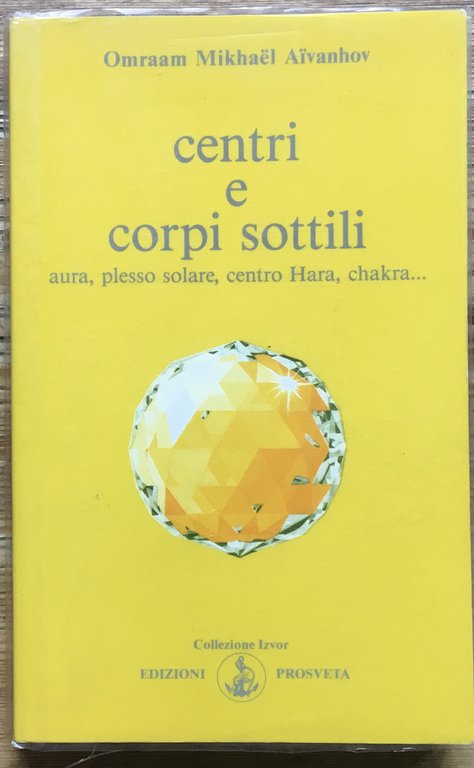 Omraam Mikhaël Aïvanhov
centri
e
corpi sottili
aura, plesso solare, centro Hara, chakra...
Collezione Izvor
EDIZIONI PROSVETA